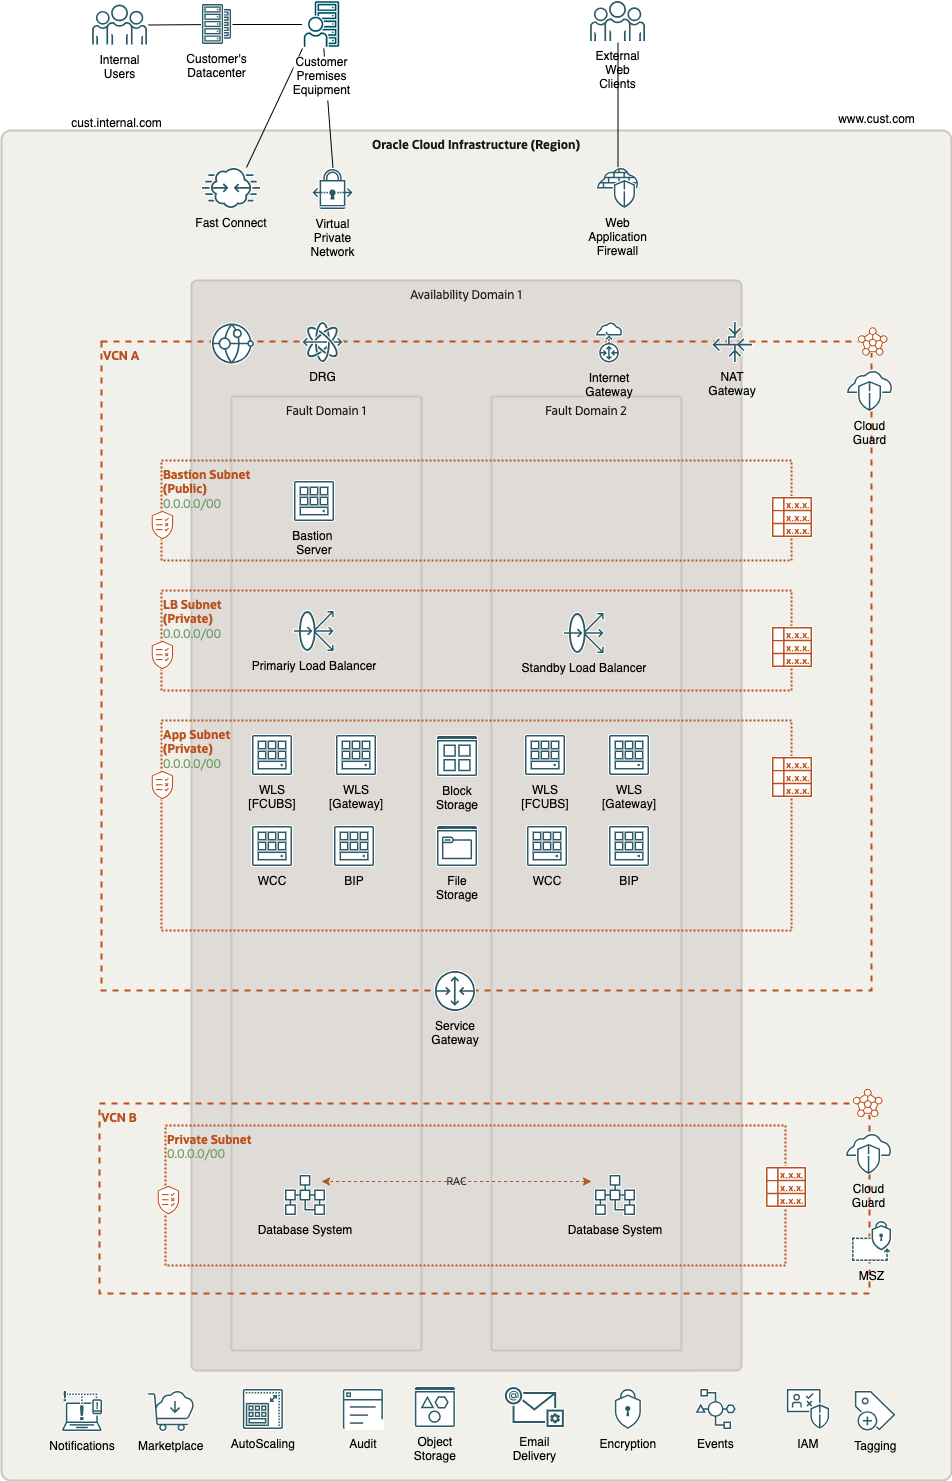 Internal
Users
Customer's
Datacenter
Customer
Premises
Equipment
External
Web
Clients
cust.internal.com
www.cust.com
Oracle Cloud Infrastructure (Region)
Fast Connect
Virtual
Private
Network
Web
Application
Firewall
Availability Domain 1
VCN A
DRG
Internet
Gateway
NAT
Gateway
Cloud
Guard
Fault Domain 1
Fault Domain 2
Bastion Subnet
(Public)
0.0.0.0/00
Bastion
Server
x.x.x.
x.x.x.
x.x.x.
LB Subnet
(Private)
0.0.0.0/00
Primariy Load Balancer
Standby Load Balancer
x.x.x.
x.x.x.
x.x.x.
App Subnet
(Private)
0.0.0.0/00
WLS
[FCUBS]
WLS
[Gateway]
Block
Storage
WLS
[FCUBS]
WLS
[Gateway]
x.x.x.
x.x.x.
x.x.x.
WCC
BIP
File
Storage
WCC
BIP
Service
Gateway
VCN B
Private Subnet
0.0.0.0/00
RAC
Database System
Database System
x.x.x.
x.x.x.
x.x.x.
Cloud
Guard
MSZ
Notifications
Marketplace
AutoScaling
Audit
Object
Storage
@
Email
Delivery
Encryption
Events
IAM
Tagging